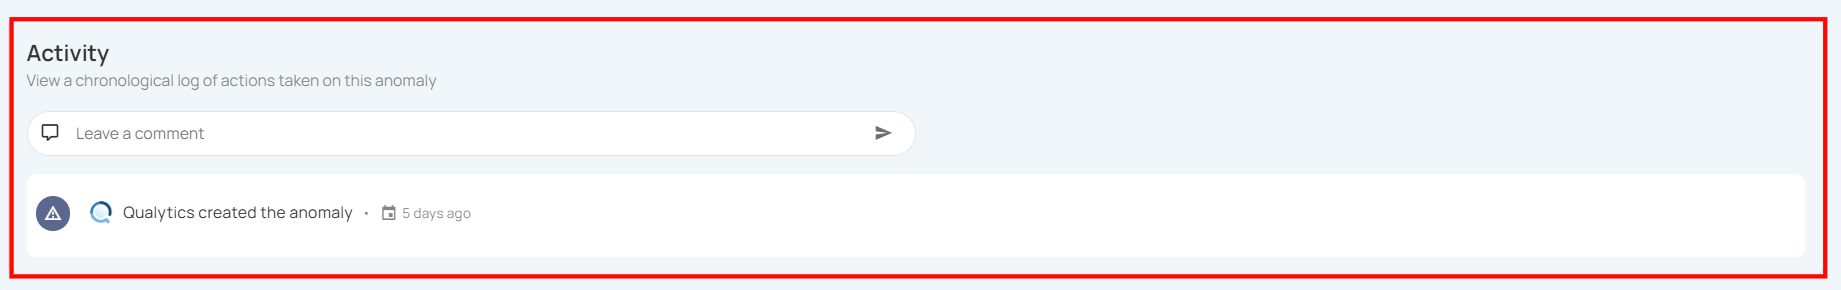 Activity
View a chronological log of actions taken on this anomaly
Leave a comment
Qualytics created the anomaly • 5 days ago